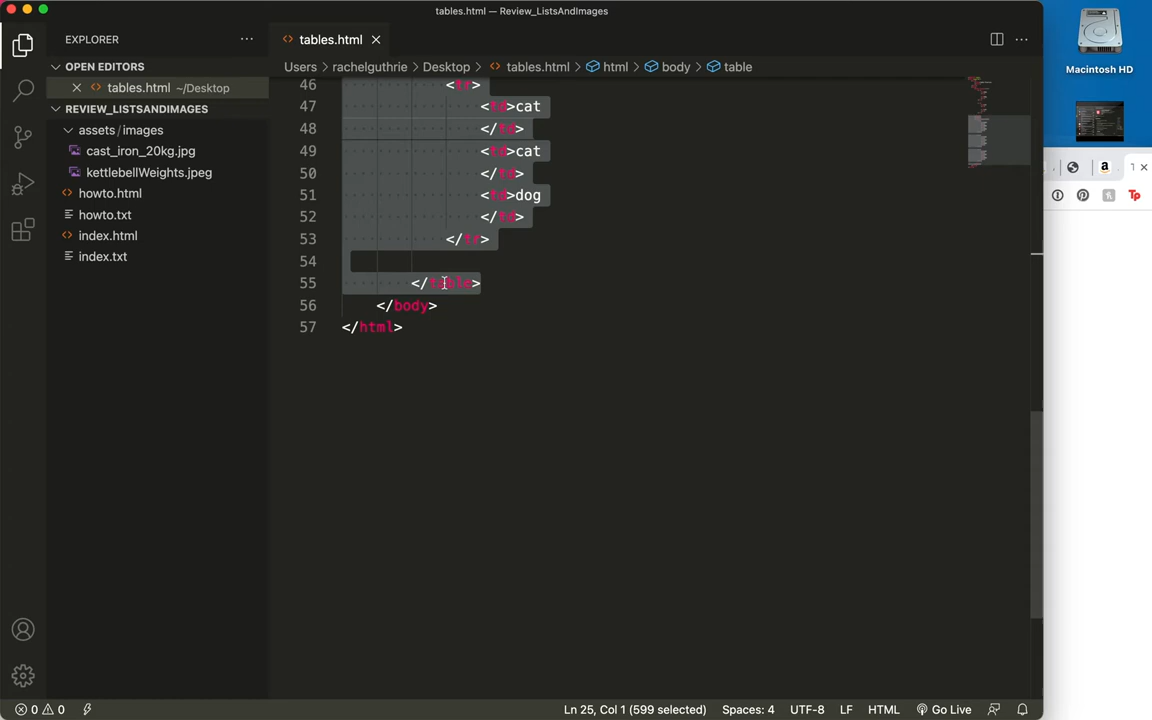 tables.html — Review_ListsAndImages
EXPLORER
tables.html
OPEN EDITORS
tables.html ~/Desktop
REVIEW_LISTSANDIMAGES
assets/images
cast_iron_20kg.jpg
kettlebellWeights.jpeg
howto.html
howto.txt
index.html
index.txt
Users > rachelguthrie > Desktop > tables.html > html > body > table
46 <tr>
47 <td>cat
48 </td>
49 <td>cat
50 </td>
51 <td>dog
52 </td>
53 </tr>
54
55 </table>
56 </body>
57 </html>
0 0
Ln 25, Col 1 (599 selected)
Spaces: 4
UTF-8
LF
HTML
Go Live
Macintosh HD
a
1
Tp